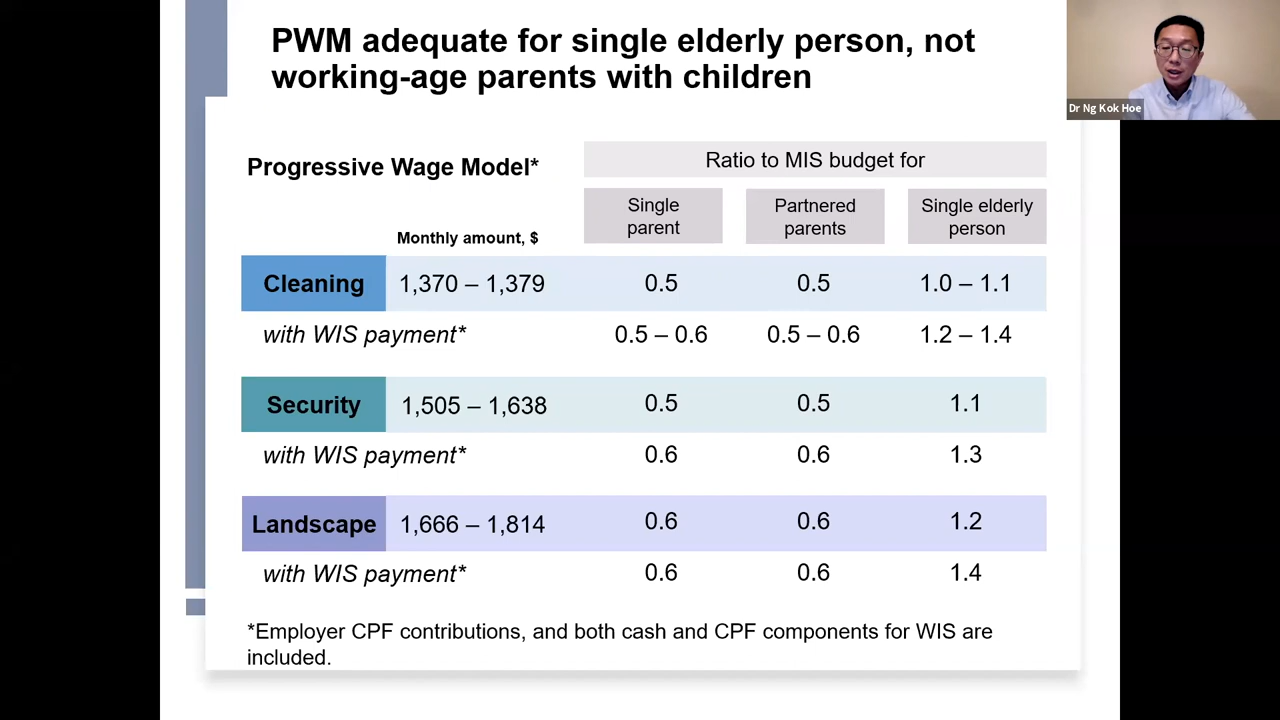 PWM adequate for single elderly person, not
working-age parents with children
Dr Ng Kok Hoe
Progressive Wage Model*
Ratio to MIS budget for
Monthly amount, $
Single
parent
Partnered
parents
Single elderly
person
Cleaning 1,370 – 1,379 0.5 0.5 1.0 – 1.1
with WIS payment* 0.5 – 0.6 0.5 – 0.6 1.2 – 1.4
Security 1,505 – 1,638 0.5 0.5 1.1
with WIS payment* 0.6 0.6 1.3
Landscape 1,666 – 1,814 0.6 0.6 1.2
with WIS payment* 0.6 0.6 1.4
*Employer CPF contributions, and both cash and CPF components for WIS are
included.